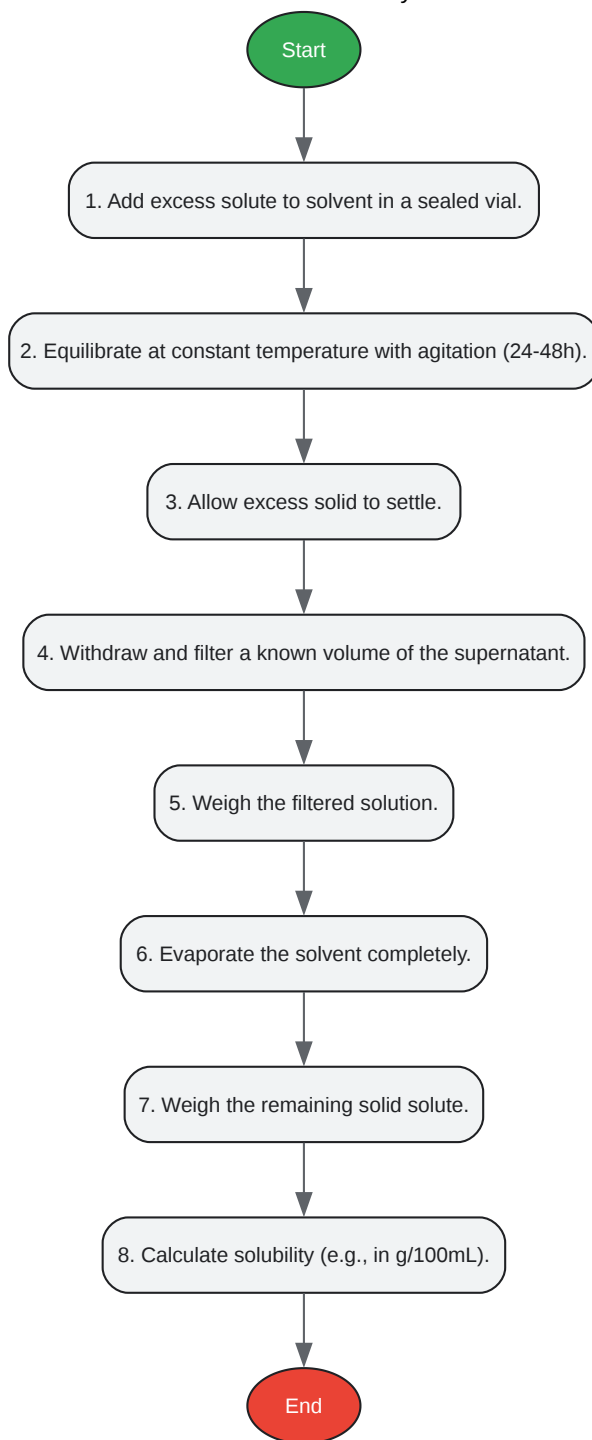 Start
1. Add excess solute to solvent in a sealed vial.
2. Equilibrate at constant temperature with agitation (24-48h).
3. Allow excess solid to settle.
4. Withdraw and filter a known volume of the supernatant.
5. Weigh the filtered solution.
6. Evaporate the solvent completely.
7. Weigh the remaining solid solute.
8. Calculate solubility (e.g., in g/100mL).
End